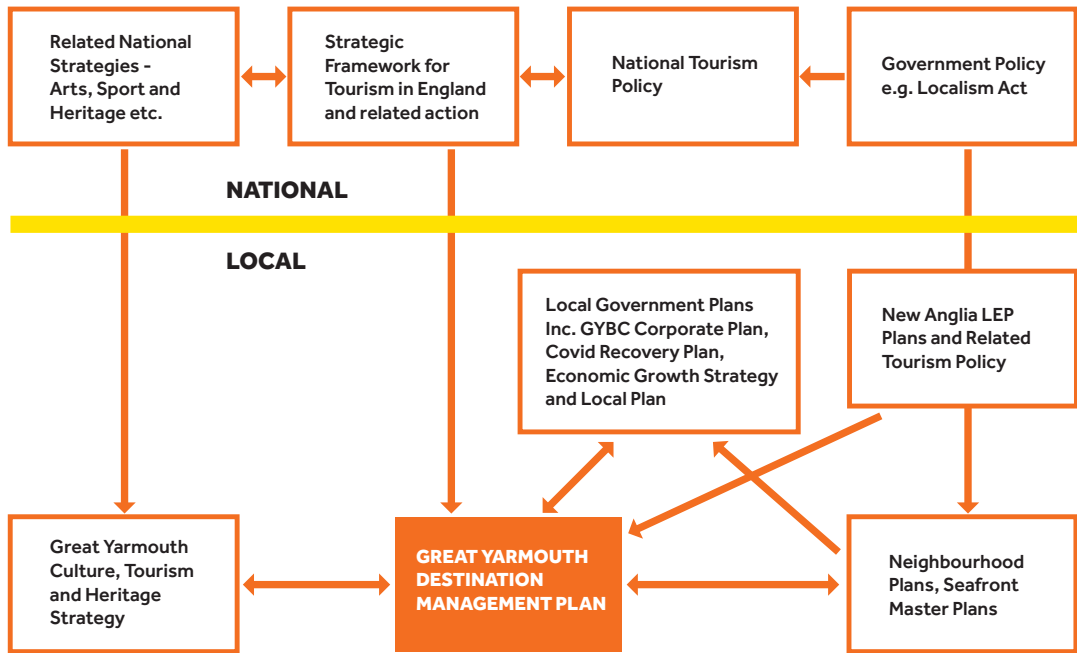 Related National
Strategies -
Arts, Sport and
Heritage etc.
Strategic
Framework for
Tourism in England
and related action
National Tourism
Policy
Government Policy
e.g. Localism Act
NATIONAL
LOCAL
Local Government Plans
Inc. GYBC Corporate Plan,
Covid Recovery Plan,
Economic Growth Strategy
and Local Plan
New Anglia LEP
Plans and Related
Tourism Policy
Great Yarmouth
Culture, Tourism
and Heritage
Strategy
GREAT YARMOUTH
DESTINATION
MANAGEMENT PLAN
Neighbourhood
Plans, Seafront
Master Plans